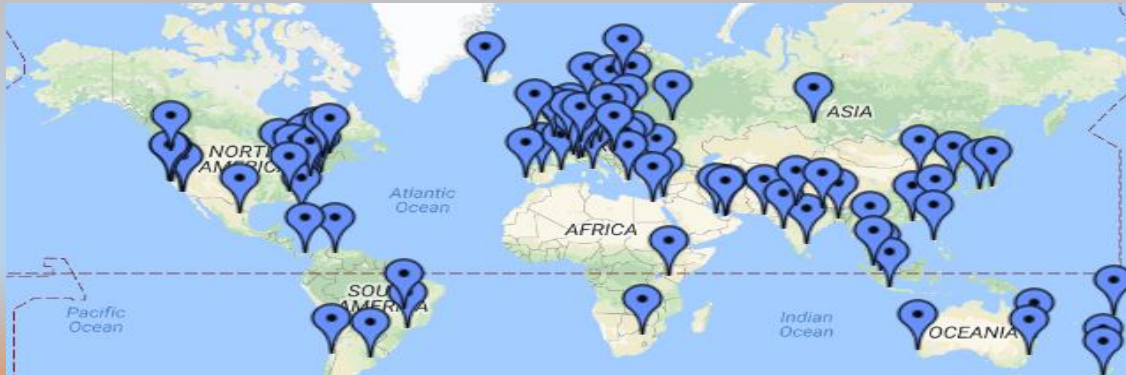 ASIA
NORTH
AMERICA
Atlantic
Ocean
AFRICA
SOUTH
AMERICA
Pacific
Ocean
Indian
Ocean
OCEANIA